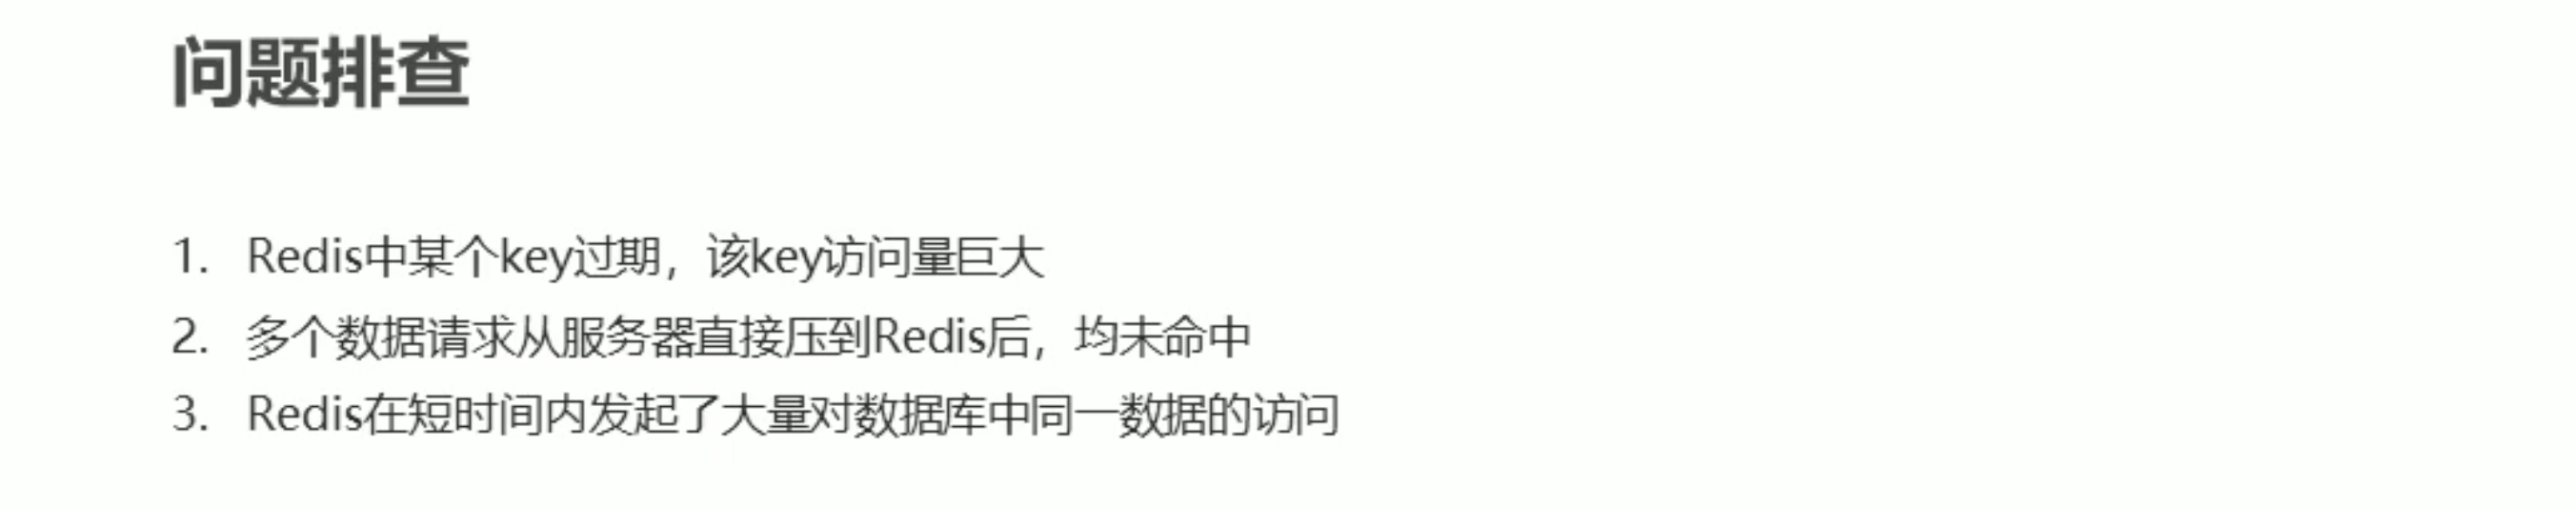 问题排查
1. Redis中某个key过期，该key访问量巨大
2. 多个数据请求从服务器直接压到Redis后，均未命中
3. Redis在短时间内发起了大量对数据库中同一数据的访问